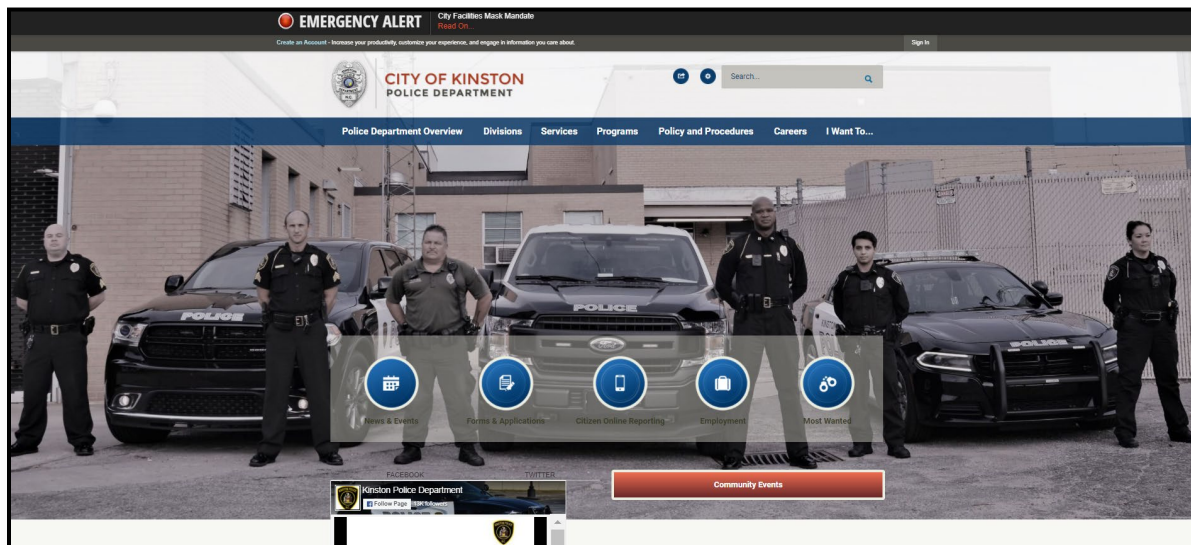 EMERGENCY ALERT
City Facilities Mask Mandate
Read On...
Create an Account - Increase your productivity, customize your experience, and engage in information you care about.
Sign In
CITY OF KINSTON
POLICE DEPARTMENT
Search...
Police Department Overview
Divisions
Services
Programs
Policy and Procedures
Careers
I Want To...
POLICE
POLICE
POLICE
News & Events
Forms & Applications
Citizen Online Reporting
Employment
Most Wanted
FACEBOOK
TWITTER
Community Events
Kinston Police Department
Follow Page